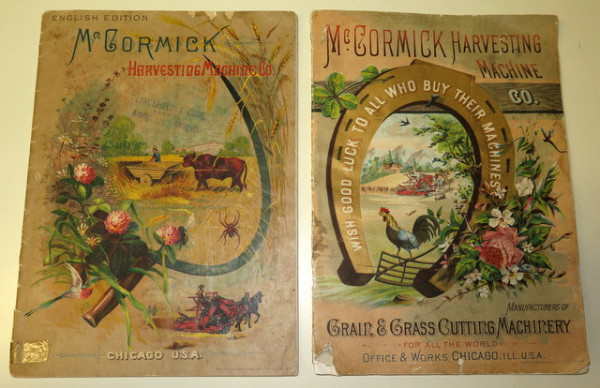 ENGLISH EDITION
McCORMICK
HARVESTING MACHINE CO.
CHICAGO U.S.A.
McCORMICK HARVESTING
MACHINE
CO.
WISH GOOD LUCK TO ALL WHO BUY THEIR MACHINES
MANUFACTURERS OF
GRAIN & GRASS CUTTING MACHINERY
FOR ALL THE WORLD
OFFICE & WORKS CHICAGO. ILL. U.S.A.